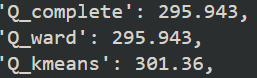 'Q_complete': 295.943,
'Q_ward': 295.943,
'Q_kmeans': 301.36,